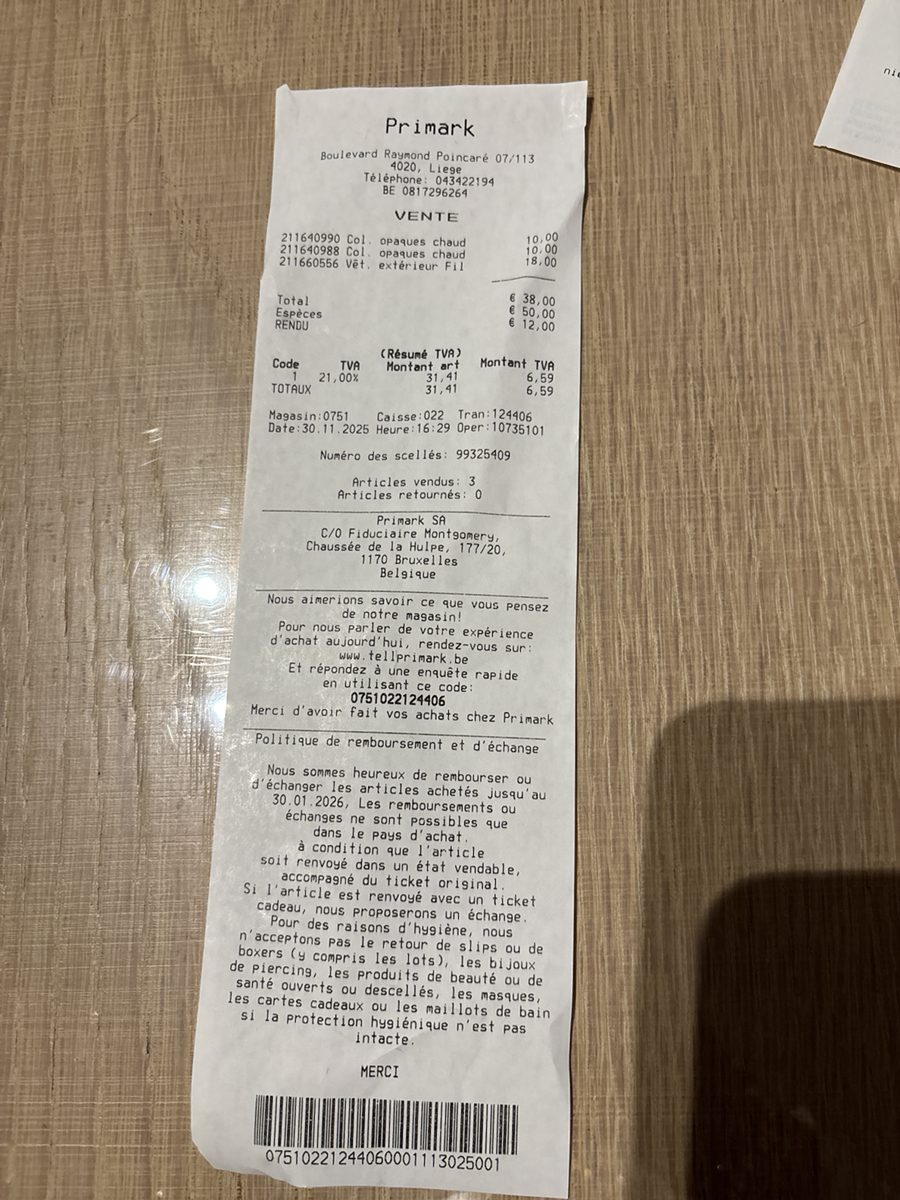 Primark
Boulevard Raymond Poincaré 07/113
4020, Liege
Téléphone: 043422194
BE 0817296264
VENTE
211640990 Col. opaques chaud 10,00
211640988 Col. opaques chaud 10,00
211660556 Vêt. extérieur Fil 18,00
Total € 38,00
Espèces € 50,00
RENDU € 12,00
(Résumé TVA)
Code TVA Montant art Montant TVA
1 21,00% 31,41 6,59
TOTAUX 31,41 6,59
Magasin:0751 Caisse:022 Tran:124406
Date:30.11.2025 Heure:16:29 Oper:10735101
Numéro des scellés: 99325409
Articles vendus: 3
Articles retournés: 0
Primark SA
C/O Fiduciaire Montgomery,
Chaussée de la Hulpe, 177/20,
1170 Bruxelles
Belgique
Nous aimerions savoir ce que vous pensez
de notre magasin!
Pour nous parler de votre expérience
d'achat aujourd'hui, rendez-vous sur:
www.tellprimark.be
Et répondez à une enquête rapide
en utilisant ce code:
0751022124406
Merci d'avoir fait vos achats chez Primark
Politique de remboursement et d'échange
Nous sommes heureux de rembourser ou
d'échanger les articles achetés jusqu'au
30.01.2026, Les remboursements ou
échanges ne sont possibles que
dans le pays d'achat.
à condition que l'article
soit renvoyé dans un état vendable,
accompagné du ticket original.
Si l'article est renvoyé avec un ticket
cadeau, nous proposerons un échange.
Pour des raisons d'hygiène, nous
n'acceptons pas le retour de slips ou de
boxers (y compris les lots), les bijoux
de piercing, les produits de beauté ou de
santé ouverts ou descellés, les masques,
les cartes cadeaux ou les maillots de bain
si la protection hygiénique n'est pas
intacte.
MERCI
07510221244060001113025001